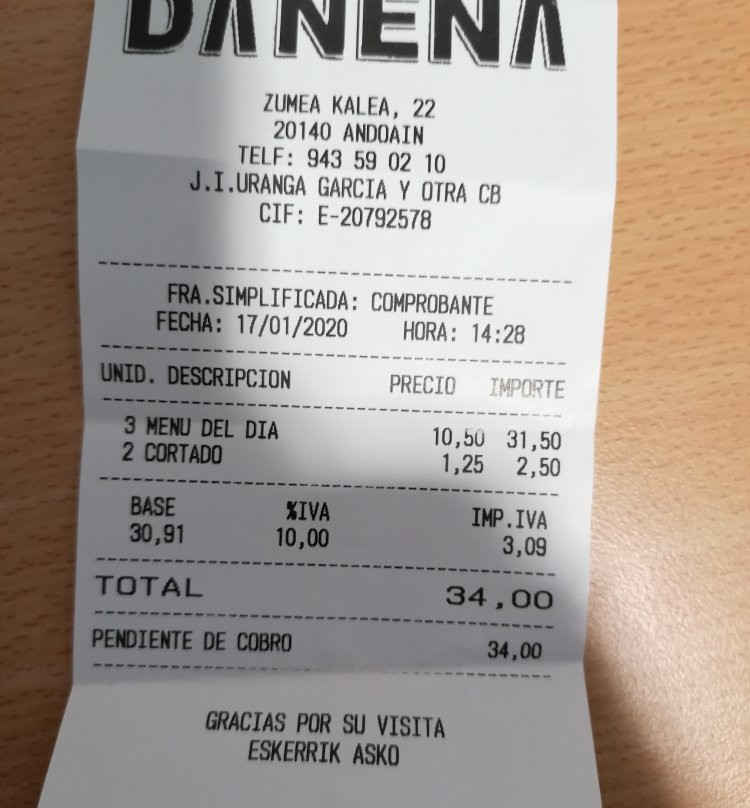 DANENA
ZUMEA KALEA, 22
20140 ANDOAIN
TELF: 943 59 02 10
J.I.URANGA GARCIA Y OTRA CB
CIF: E-20792578
FRA.SIMPLIFICADA: COMPROBANTE
FECHA: 17/01/2020 HORA: 14:28
UNID. DESCRIPCION PRECIO IMPORTE
3 MENU DEL DIA 10,50 31,50
2 CORTADO 1,25 2,50
BASE %IVA IMP.IVA
30,91 10,00 3,09
TOTAL 34,00
PENDIENTE DE COBRO 34,00
GRACIAS POR SU VISITA
ESKERRIK ASKO